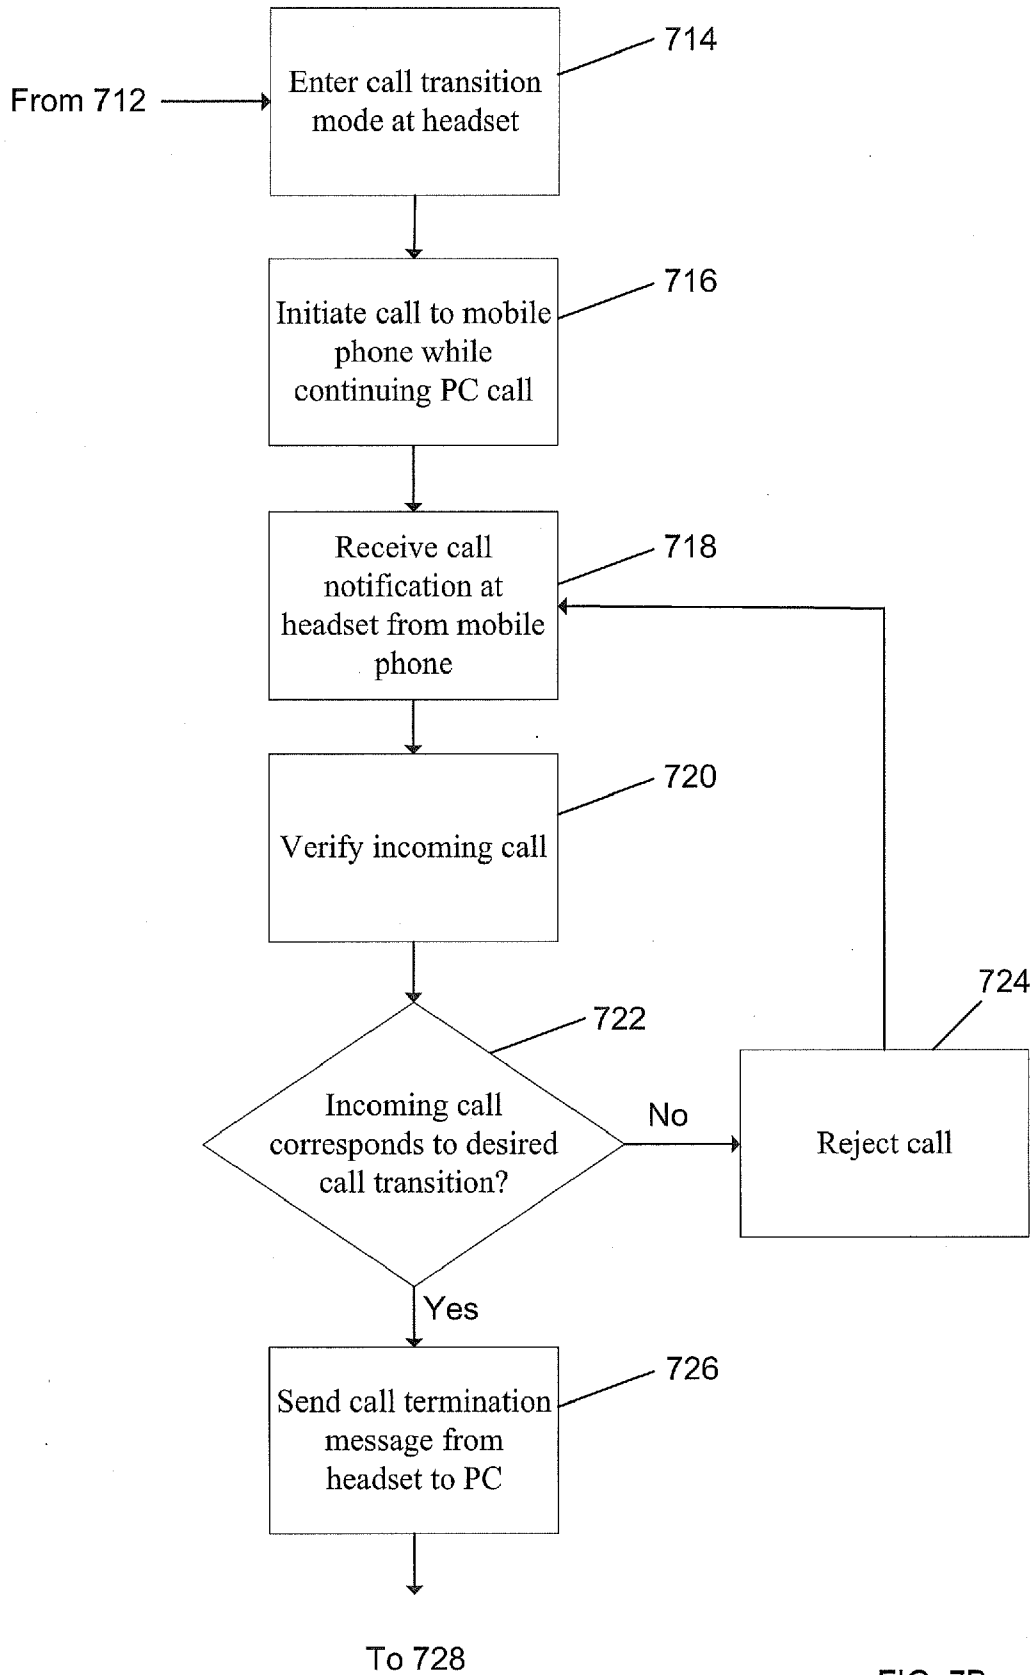 714
Enter call transition
mode at headset
From 712
716
Initiate call to mobile
phone while
continuing PC call
718
Receive call
notification at
headset from mobile
phone
720
Verify incoming call
722
724
Incoming call
corresponds to desired
call transition?
No
Reject call
Yes
726
Send call termination
message from
headset to PC
To 728